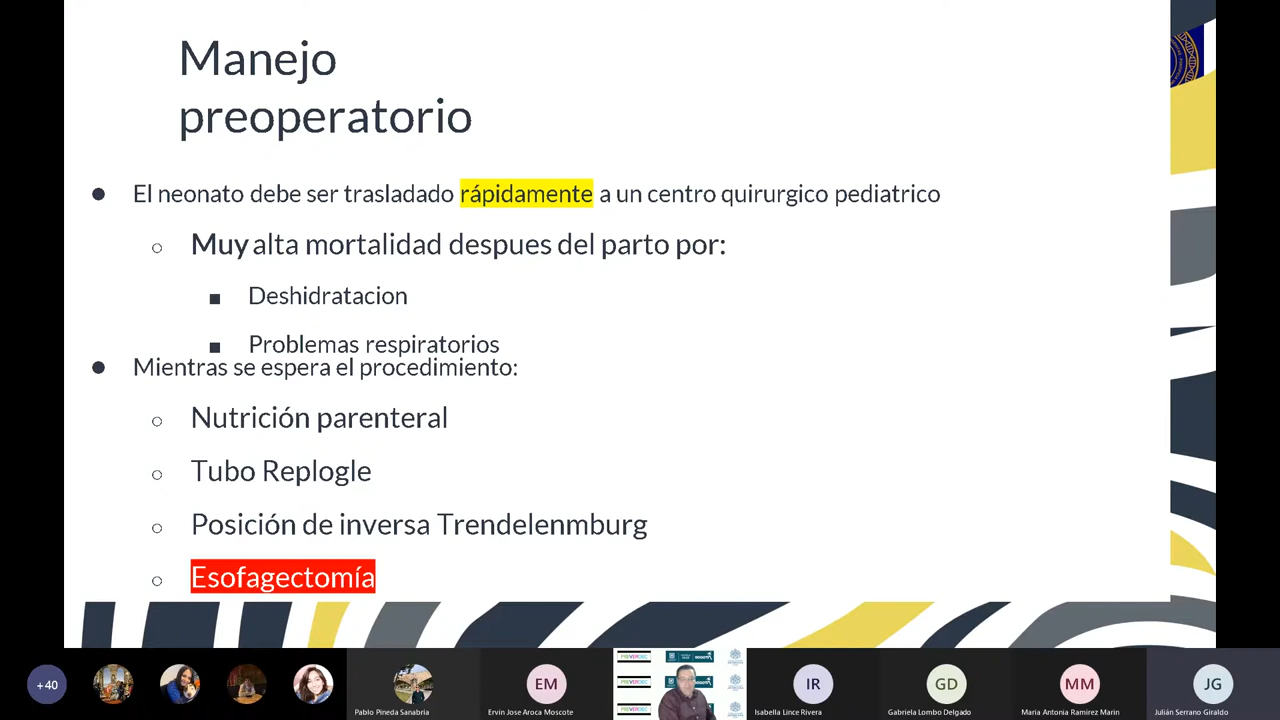 Manejo
preoperatorio
● El neonato debe ser trasladado rápidamente a un centro quirurgico pediatrico
○ Muy alta mortalidad despues del parto por:
■ Deshidratacion
■ Problemas respiratorios
● Mientras se espera el procedimiento:
○ Nutrición parenteral
○ Tubo Replogle
○ Posición de inversa Trendelenmburg
○ Esofagectomía
+40
Pablo Pineda Sanabria
EM
Ervin Jose Aroca Moscote
IR
Isabella Lince Rivera
GD
Gabriela Lombo Delgado
MM
Maria Antonia Ramirez Marin
JG
Julián Serrano Giraldo